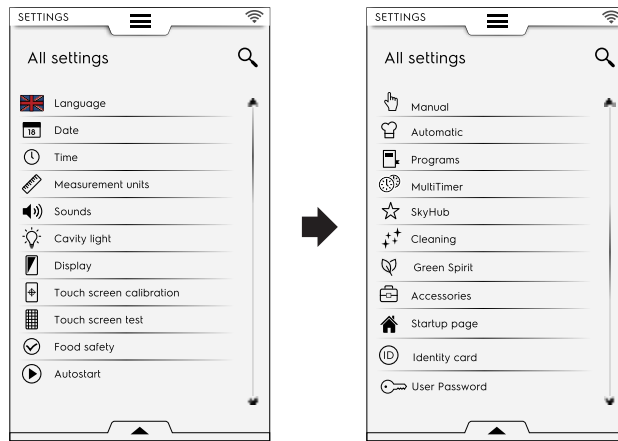 SETTINGS
All settings
Language
18 Date
Time
Measurement units
Sounds
Cavity light
Display
Touch screen calibration
Touch screen test
Food safety
Autostart
SETTINGS
All settings
Manual
Automatic
Programs
MultiTimer
SkyHub
Cleaning
Green Spirit
Accessories
Startup page
ID Identity card
User Password